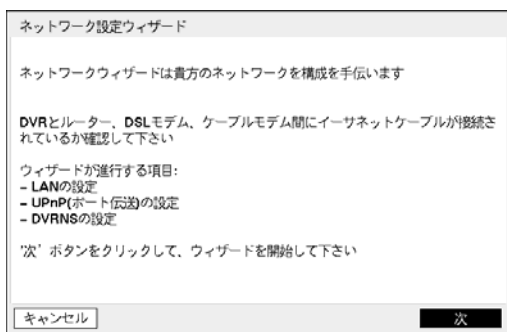 ネットワーク設定ウィザード
ネットワークウィザードは貴方のネットワークを構成を手伝います
DVRとルーター、DSLモデム、ケーブルモデム間にイーサネットケーブルが接続さ
れているか確認して下さい
ウィザードが進行する項目:
– LANの設定
– UPnP(ポート伝送)の設定
– DVRNSの設定
'次' ボタンをクリックして、ウィザードを開始して下さい
キャンセル
次